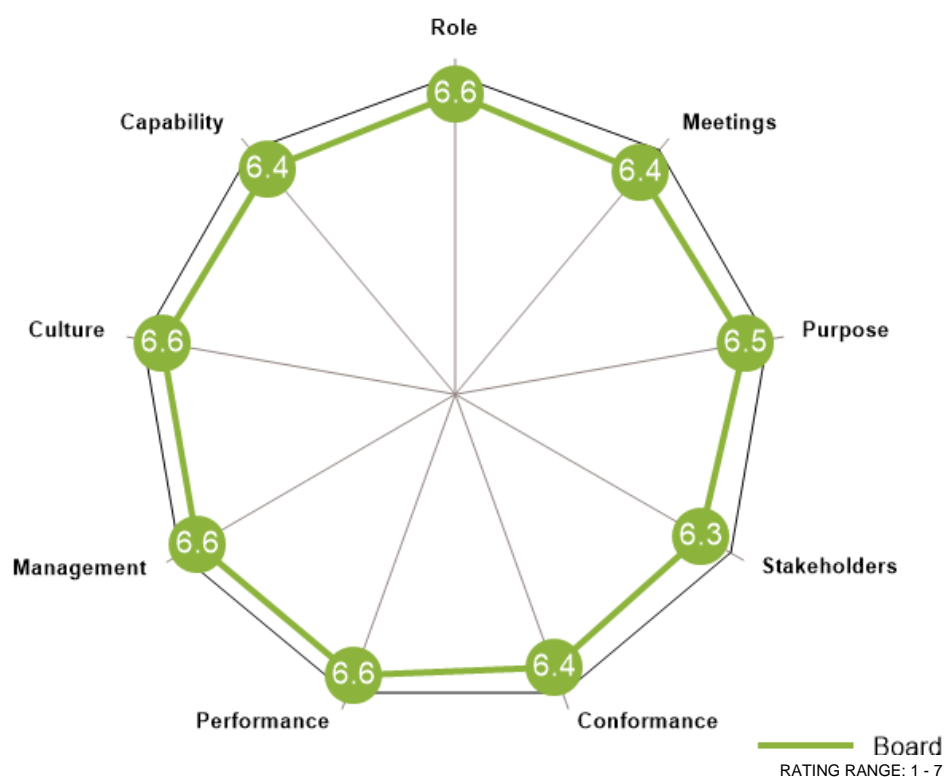 Role
6.6
Capability
Meetings
6.4
6.4
Culture
6.6
6.5
Purpose
6.6
6.3
Management
Stakeholders
6.6
6.4
Performance
Conformance
Board
RATING RANGE: 1 - 7